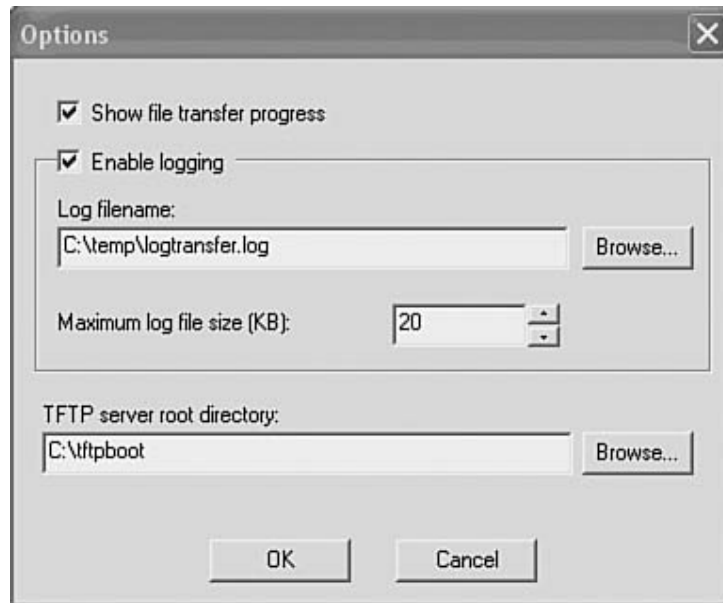 Options
Show file transfer progress
Enable logging
Log filename:
C:\temp\logtransfer.log
Browse...
Maximum log file size (KB):
20
TFTP server root directory:
C:\tftpboot
Browse...
OK
Cancel